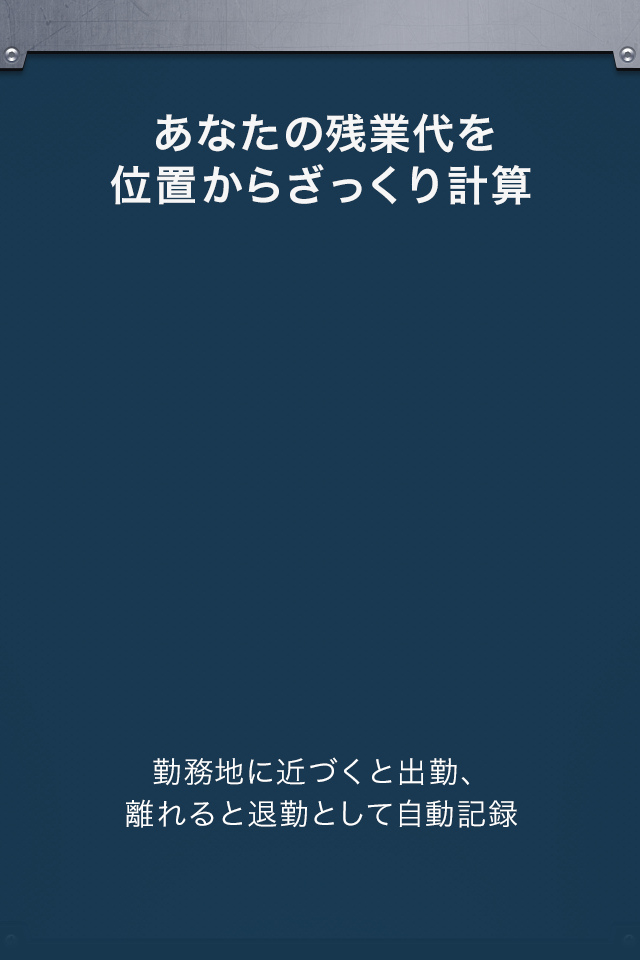 あなたの残業代を
位置からざっくり計算
勤務地に近づくと出勤、
離れると退勤として自動記録